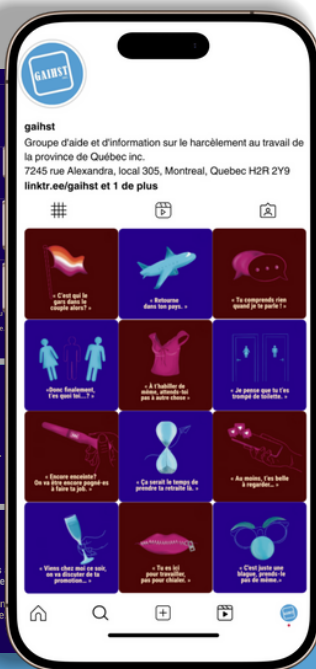 GAIHST
gaihst
Groupe d'aide et d'information sur le harcèlement au travail de
la province de Québec inc.
7245 rue Alexandra, local 305, Montreal, Quebec H2R 2Y9
linktr.ee/gaihst et 1 de plus
« C'est qui le
gars dans le
couple alors? »
« Retourne
dans ton pays. »
« Tu comprends rien
quand je te parle ! »
«Donc finalement,
t'es quoi toi...? »
« À t'habiller de
même, attends-toi
pas à autre chose »
« Je pense que tu t'es
trompé de toilette. »
« Encore enceinte?
On va être encore pogné·es
à faire ta job. »
« Ça serait le temps de
prendre ta retraite là. »
« Au moins, t'es belle
à regarder... »
« Viens chez moi ce soir,
on va discuter de ta
promotion... »
« Tu es ici
pour travailler,
pas pour chialer. »
« C'est juste une
blague, prends-le
pas de même.»